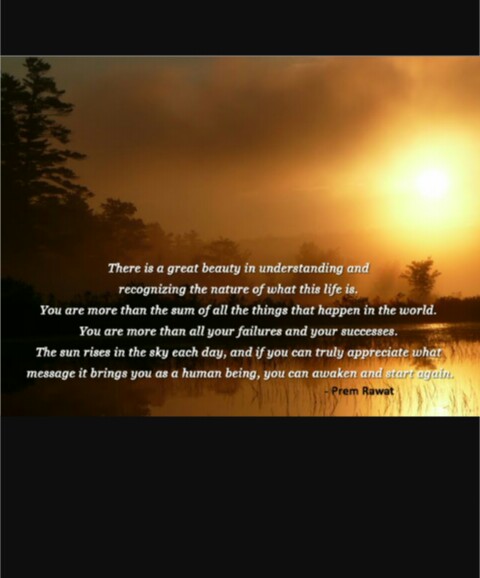 There is a great beauty in understanding and
recognizing the nature of what this life is.
You are more than the sum of all the things that happen in the world.
You are more than all your failures and your successes.
The sun rises in the sky each day, and if you can truly appreciate what
message it brings you as a human being, you can awaken and start again.
- Prem Rawat